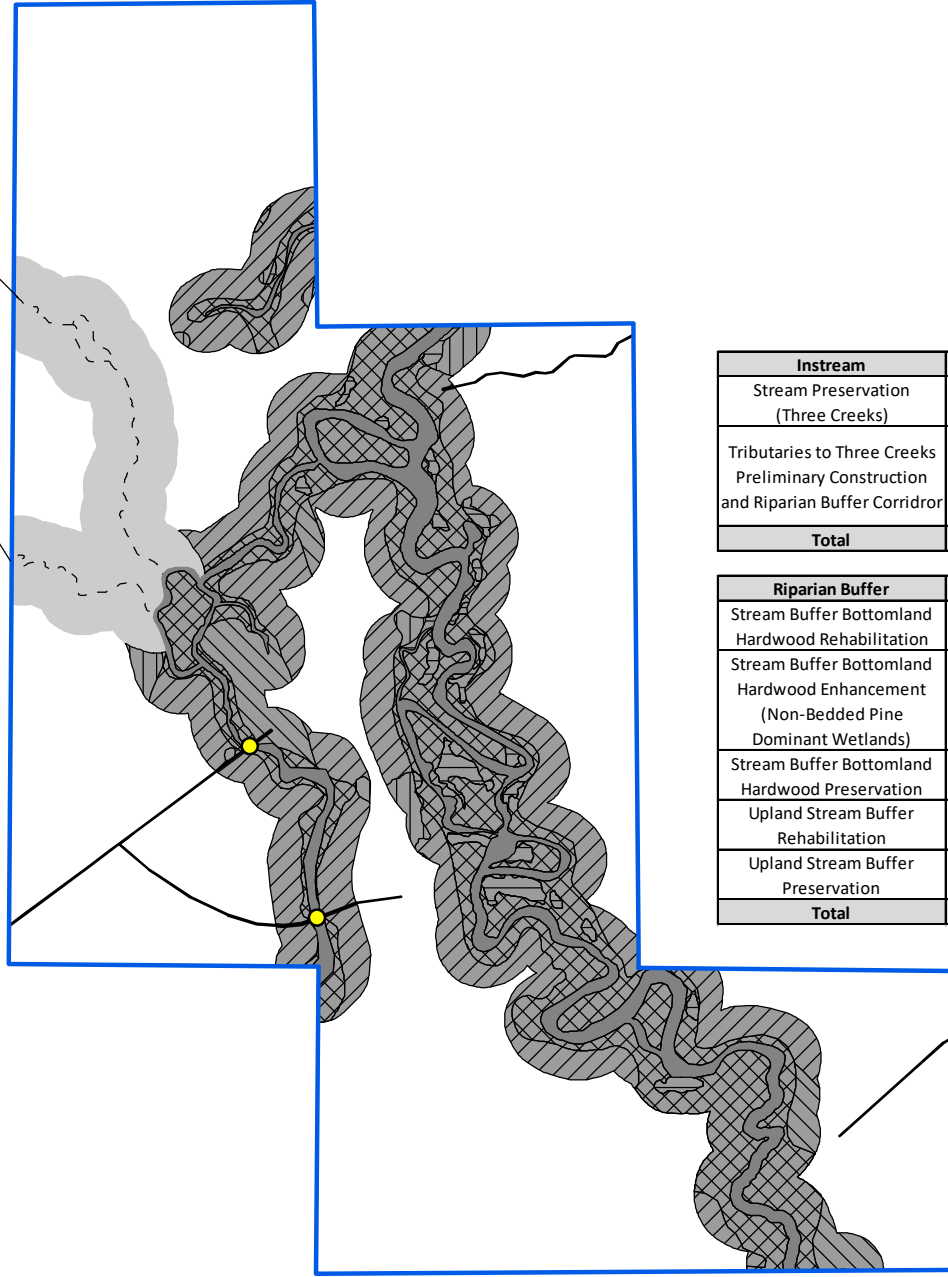 Instream
Stream Preservation
(Three Creeks)
Tributaries to Three Creeks
Preliminary Construction
and Riparian Buffer Corridror
Total
Riparian Buffer
Stream Buffer Bottomland
Hardwood Rehabilitation
Stream Buffer Bottomland
Hardwood Enhancement
(Non-Bedded Pine
Dominant Wetlands)
Stream Buffer Bottomland
Hardwood Preservation
Upland Stream Buffer
Rehabilitation
Upland Stream Buffer
Preservation
Total